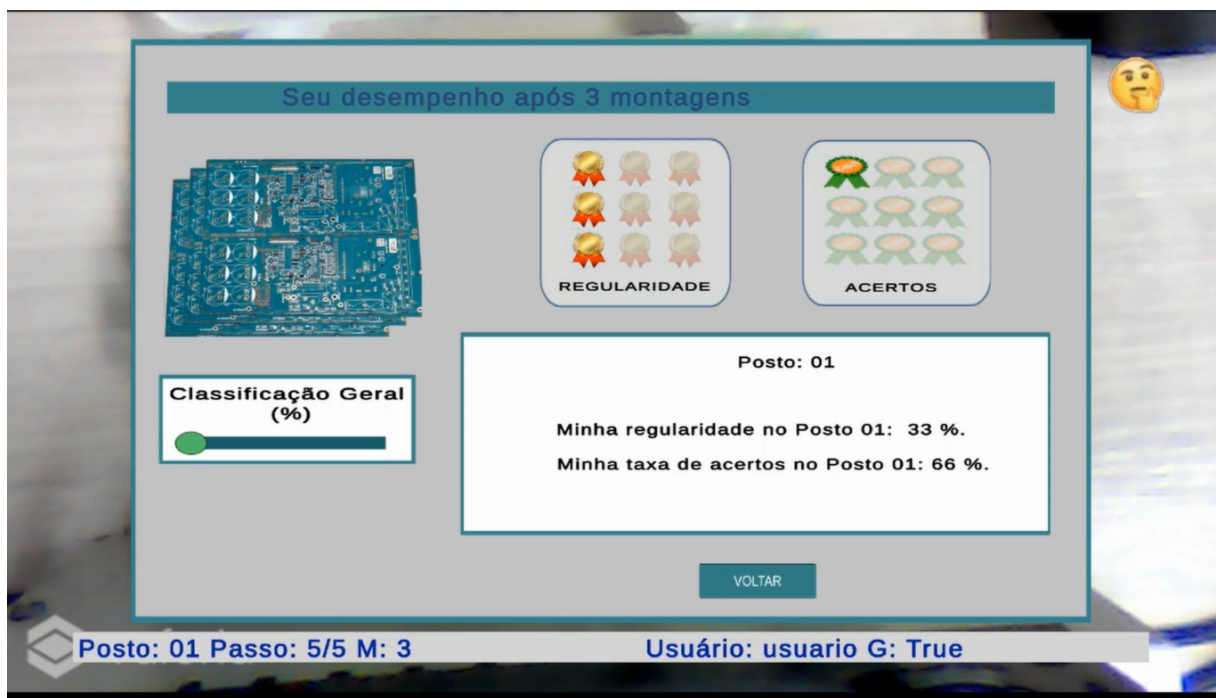 Seu desempenho após 3 montagens
REGULARIDADE
ACERTOS
Classificação Geral
(%)
Posto: 01
Minha regularidade no Posto 01: 33 %.
Minha taxa de acertos no Posto 01: 66 %.
VOLTAR
Posto: 01 Passo: 5/5 M: 3
Usuário: usuario G: True